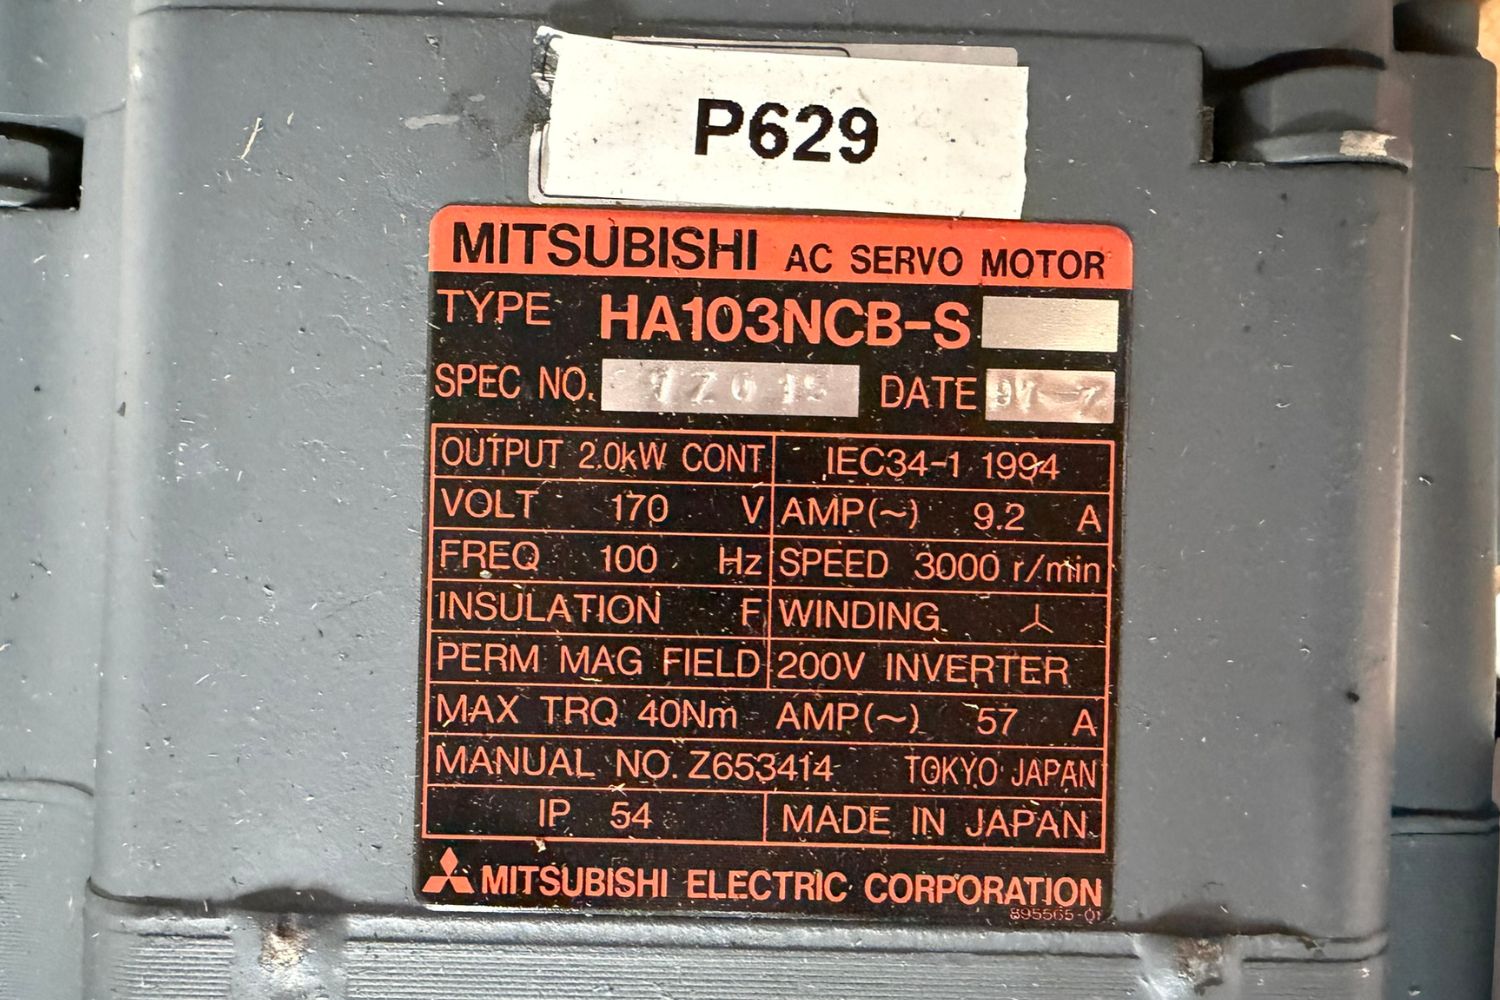 P629
MITSUBISHI AC SERVO MOTOR
TYPE HA103NCB-S
SPEC NO. DATE
OUTPUT 2.0kW CONT IEC34-1 1994
VOLT 170 V AMP(~) 9.2 A
FREQ 100 Hz SPEED 3000 r/min
INSULATION F WINDING
PERM MAG FIELD 200V INVERTER
MAX TRQ 40Nm AMP(~) 57 A
MANUAL NO. Z653414 TOKYO JAPAN
IP 54 MADE IN JAPAN
MITSUBISHI ELECTRIC CORPORATION
895565-01